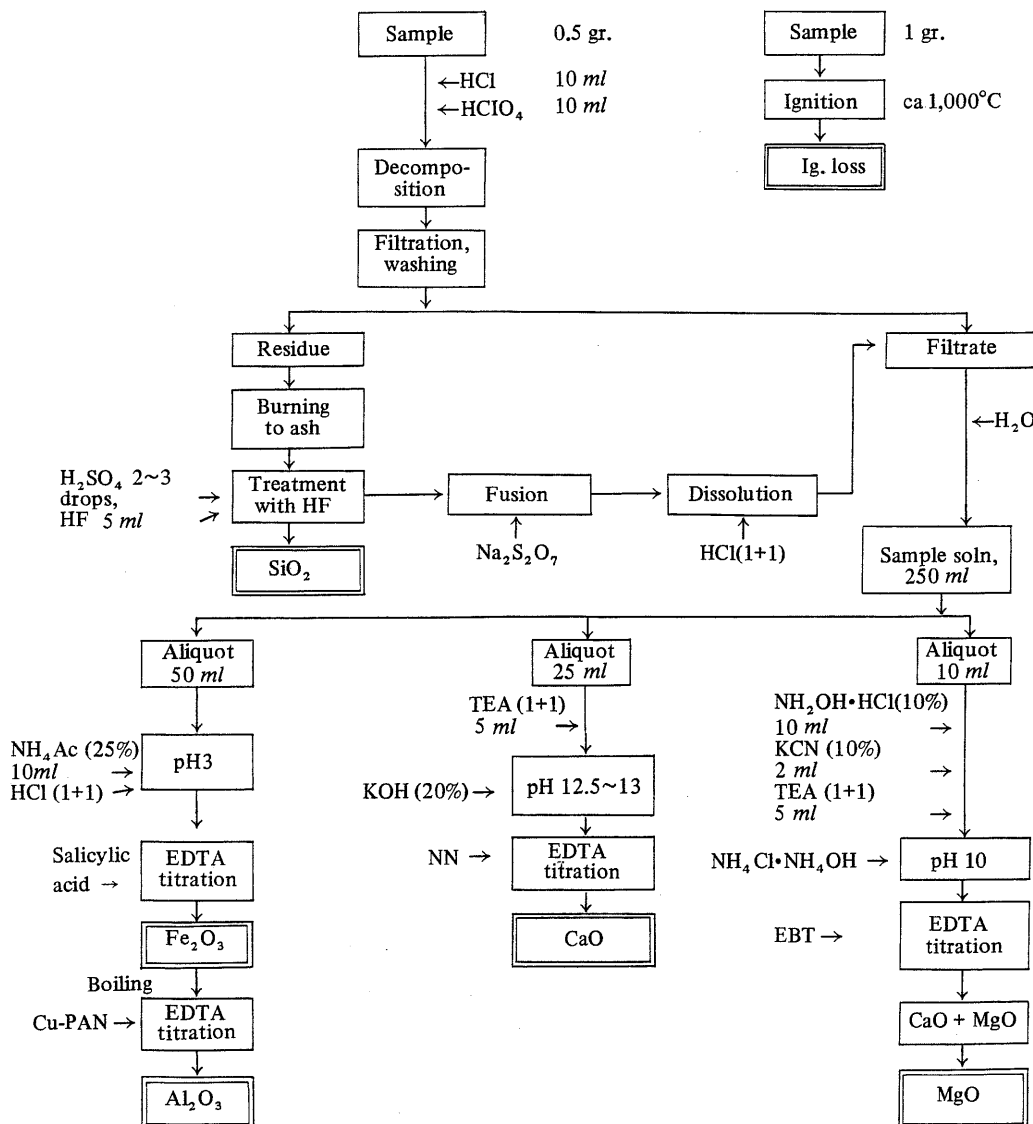 Sample 0.5 gr.
←HCl 10 ml
←HClO₄ 10 ml
Decompo-
sition
Filtration,
washing
Sample 1 gr.
Ignition ca 1,000°C
Ig. loss
Residue
Burning
to ash
H₂SO₄ 2~3
drops, →
HF 5 ml →
Treatment
with HF
SiO₂
Fusion
Na₂S₂O₇
Dissolution
HCl(1+1)
Filtrate
←H₂O
Sample soln,
250 ml
Aliquot
50 ml
NH₄Ac (25%)
10ml →
HCl (1+1) →
pH3
Salicylic
acid →
EDTA
titration
Fe₂O₃
Boiling
Cu-PAN→
EDTA
titration
Al₂O₃
Aliquot
25 ml
TEA (1+1)
5 ml →
KOH (20%) →
pH 12.5~13
NN →
EDTA
titration
CaO
Aliquot
10 ml
NH₂OH•HCl(10%)
10 ml →
KCN (10%)
2 ml →
TEA (1+1)
5 ml →
NH₄Cl•NH₄OH →
pH 10
EBT →
EDTA
titration
CaO + MgO
MgO